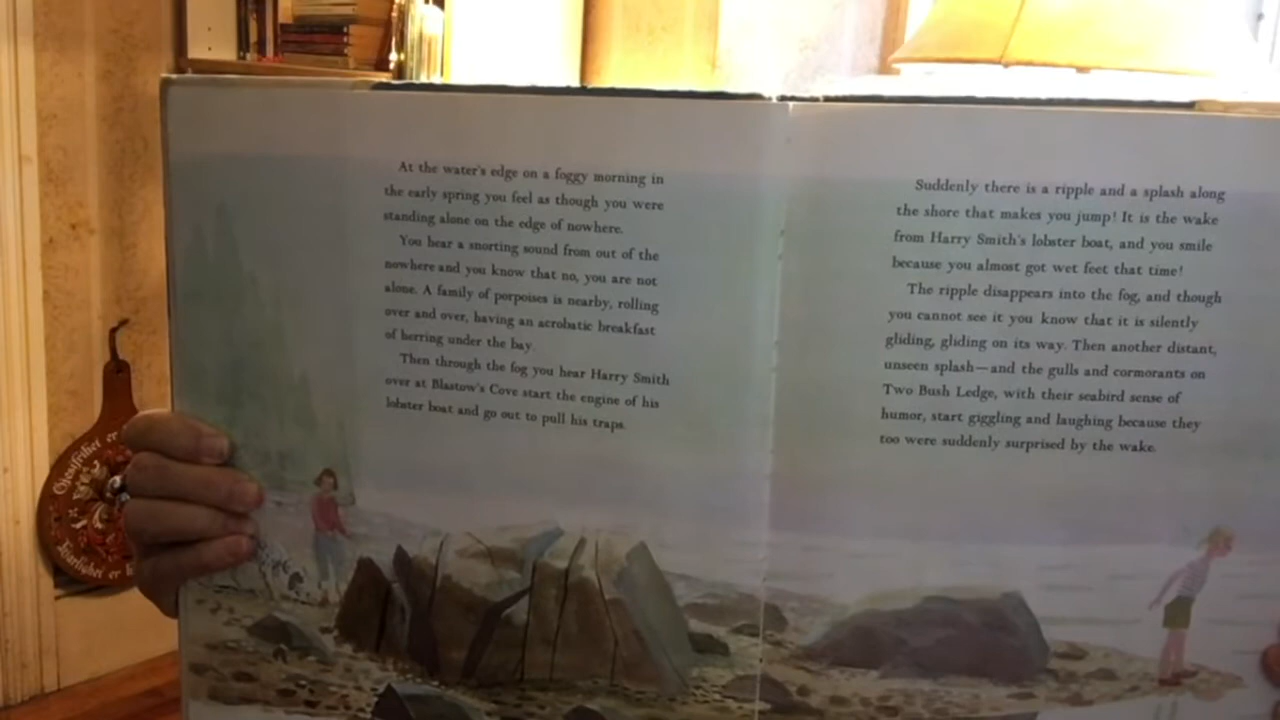 At the water's edge on a foggy morning in
the early spring you feel as though you were
standing alone on the edge of nowhere.
You hear a snorting sound from out of the
nowhere and you know that no, you are not
alone. A family of porpoises is nearby, rolling
over and over, having an acrobatic breakfast
of herring under the bay.
Then through the fog you hear Harry Smith
over at Blastow's Cove start the engine of his
lobster boat and go out to pull his traps.
Suddenly there is a ripple and a splash along
the shore that makes you jump! It is the wake
from Harry Smith's lobster boat, and you smile
because you almost got wet feet that time!
The ripple disappears into the fog, and though
you cannot see it you know that it is silently
gliding, gliding on its way. Then another distant,
unseen splash—and the gulls and cormorants on
Two Bush Ledge, with their seabird sense of
humor, start giggling and laughing because they
too were suddenly surprised by the wake.
er
er